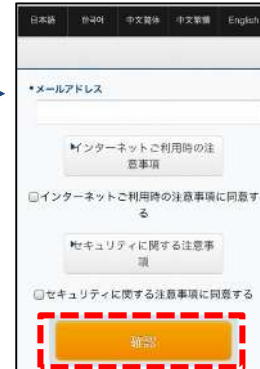 日本語 한국어 中文简体 中文繁體 English
•メールアドレス
インターネットご利用時の注
意事項
インターネットご利用時の注意事項に同意す
る
セキュリティに関する注意事
項
セキュリティに関する注意事項に同意する
確認